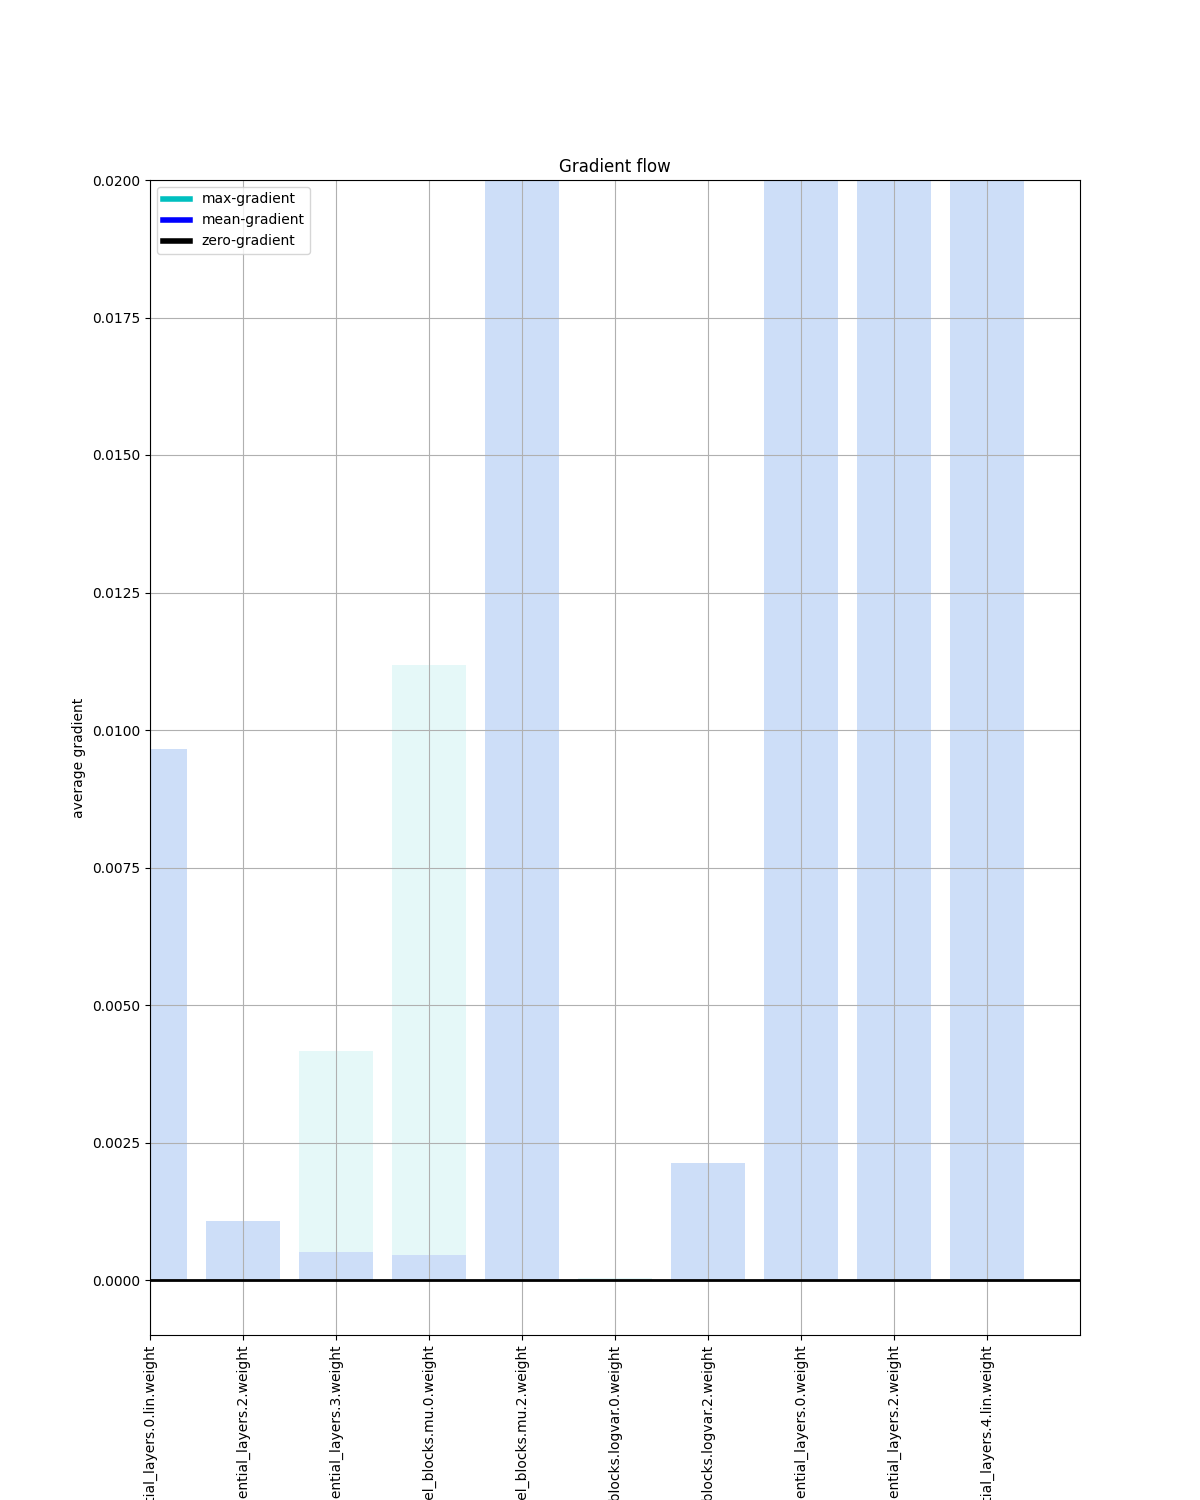 Gradient flow
max-gradient
mean-gradient
zero-gradient
0.0200
0.0175
0.0150
0.0125
0.0100
0.0075
0.0050
0.0025
0.0000
average gradient
tial_layers.0.lin.weight
ential_layers.2.weight
ential_layers.3.weight
el_blocks.mu.0.weight
el_blocks.mu.2.weight
blocks.logvar.0.weight
blocks.logvar.2.weight
ential_layers.0.weight
ential_layers.2.weight
tial_layers.4.lin.weight